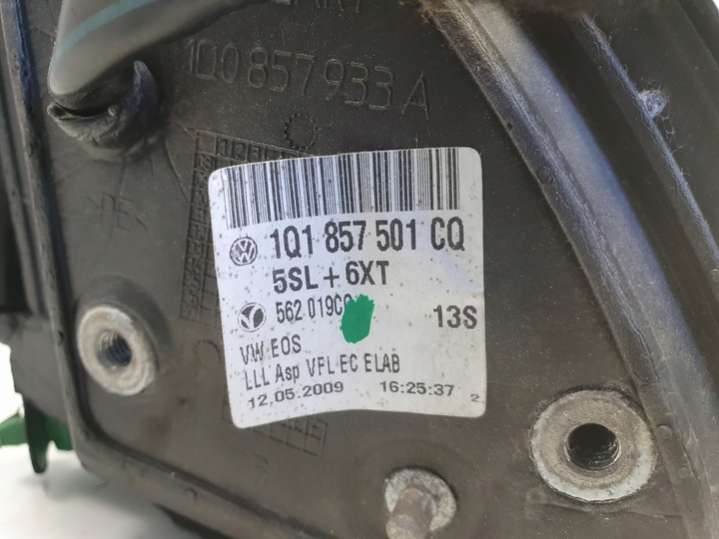 1Q0 857 933 A
1Q1 857 501 CQ
5SL + 6XT
562 019C
13S
VW EOS
LLL Asp VFL EC ELAB
12.05.2009 16:25:37 2